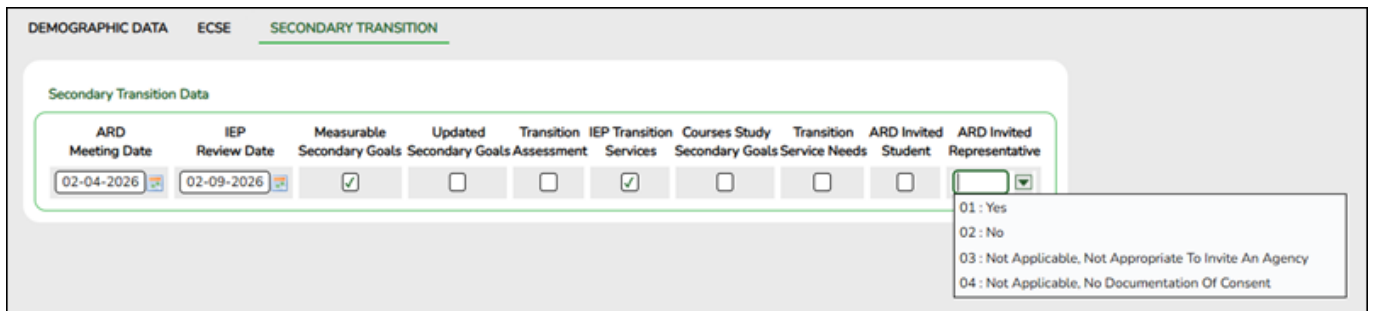 DEMOGRAPHIC DATA ECSE SECONDARY TRANSITION
Secondary Transition Data
ARD IEP Measurable Updated Transition IEP Transition Courses Study Transition ARD Invited ARD Invited
Meeting Date Review Date Secondary Goals Secondary Goals Assessment Services Secondary Goals Service Needs Student Representative
02-04-2026 02-09-2026
01 : Yes
02 : No
03 : Not Applicable, Not Appropriate To Invite An Agency
04 : Not Applicable, No Documentation Of Consent